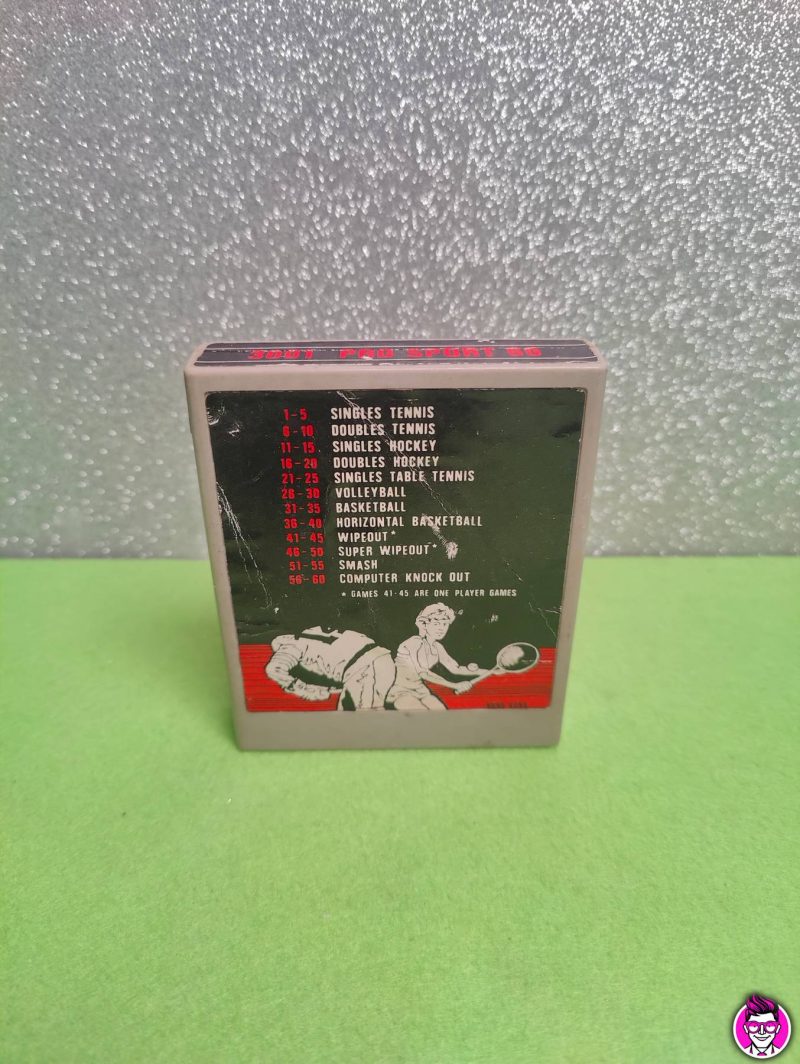 3001 PRO SPORT 60
1-5 SINGLES TENNIS
6-10 DOUBLES TENNIS
11-15 SINGLES HOCKEY
16-20 DOUBLES HOCKEY
21-25 SINGLES TABLE TENNIS
26-30 VOLLEYBALL
31-35 BASKETBALL
36-40 HORIZONTAL BASKETBALL
41-45 WIPEOUT*
46-50 SUPER WIPEOUT*
51-55 SMASH
56-60 COMPUTER KNOCK OUT
* GAMES 41-45 ARE ONE PLAYER GAMES
HONG KONG